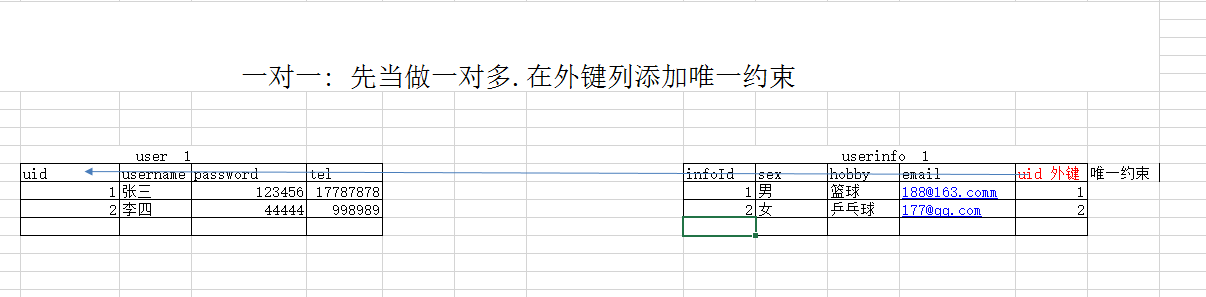 一对一: 先当做一对多.在外键列添加唯一约束
user 1 userinfo 1
uid username password tel infoId sex hobby email uid 外键 唯一约束
1 张三 123456 17787878 1 男 篮球 188@163.comm 1
2 李四 44444 998989 2 女 乒乓球 177@qq.com 2